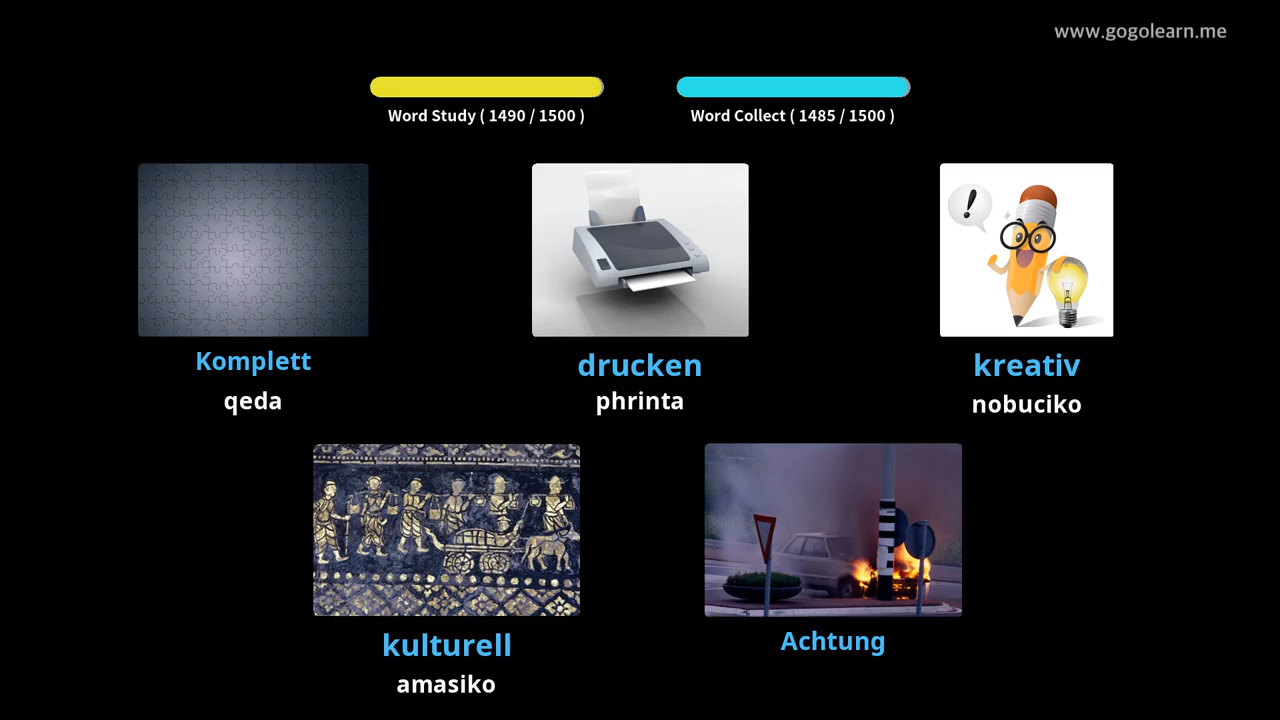 www.gogolearn.me
Word Study ( 1490 / 1500 )
Word Collect ( 1485 / 1500 )
Komplett
qeda
drucken
phrinta
kreativ
nobuciko
kulturell
amasiko
Achtung